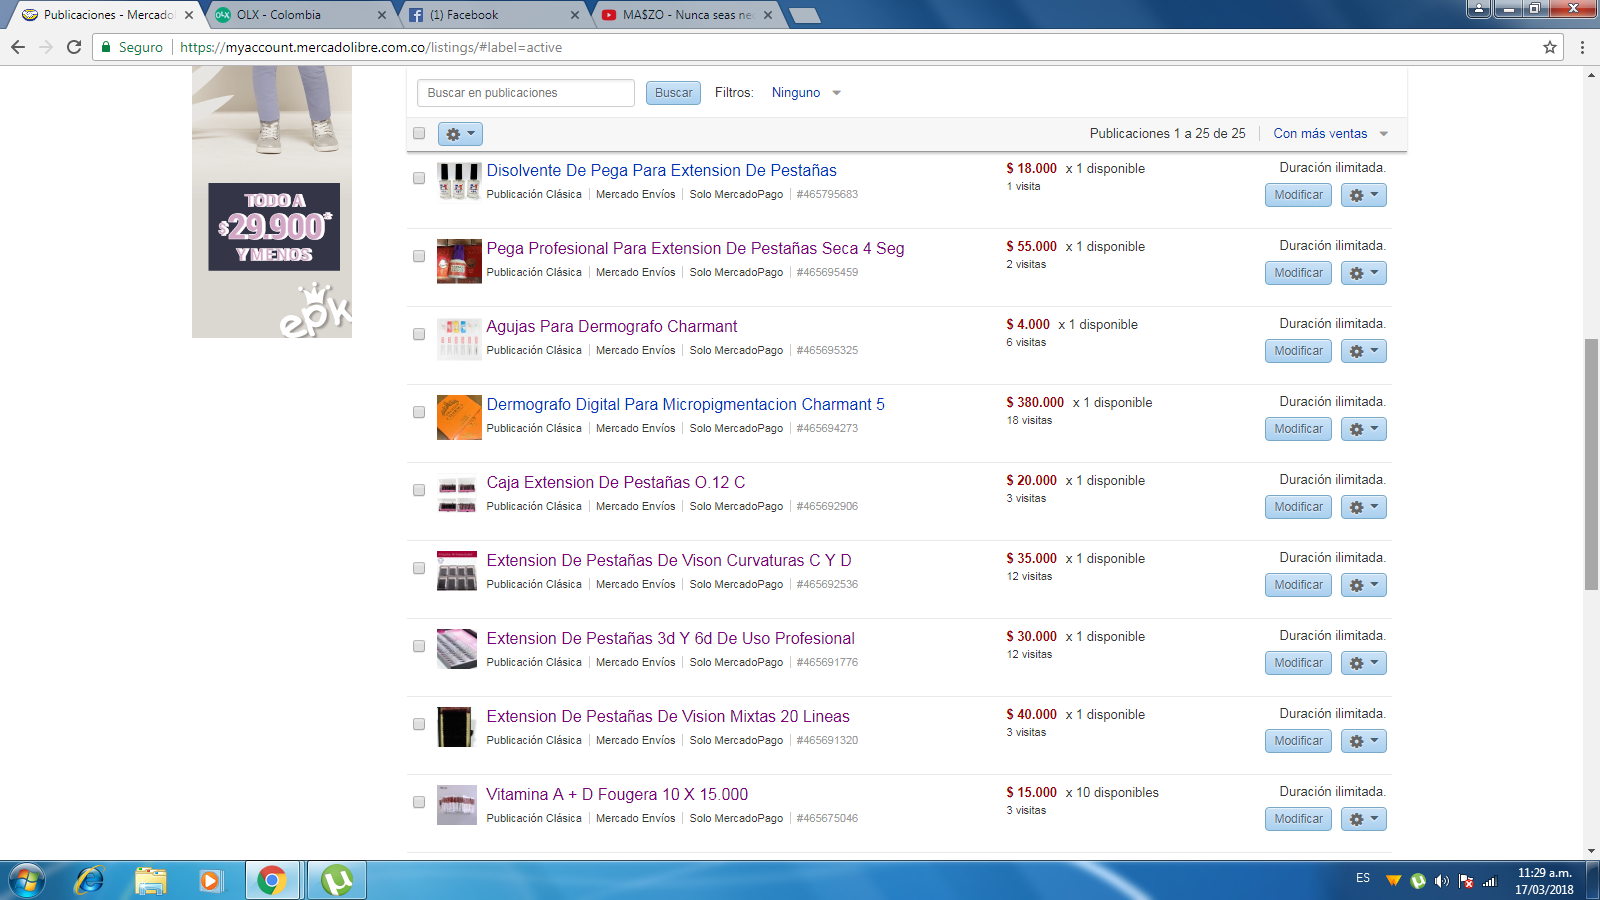 Publicaciones - Mercado
OLX - Colombia
(1) Facebook
MA$ZO - Nunca seas ne
Seguro
https://myaccount.mercadolibre.com.co/listings/#label=active
TODO A
$29.900*
Y MENOS
epk
Buscar en publicaciones
Buscar
Filtros: Ninguno
Publicaciones 1 a 25 de 25
Con más ventas
Disolvente De Pega Para Extension De Pestañas
Publicación Clásica Mercado Envíos Solo MercadoPago #465795683
$ 18.000 x 1 disponible
1 visita
Duración ilimitada.
Modificar
Pega Profesional Para Extension De Pestañas Seca 4 Seg
Publicación Clásica Mercado Envíos Solo MercadoPago #465695459
$ 55.000 x 1 disponible
2 visitas
Duración ilimitada.
Modificar
Agujas Para Dermografo Charmant
Publicación Clásica Mercado Envíos Solo MercadoPago #465695325
$ 4.000 x 1 disponible
6 visitas
Duración ilimitada.
Modificar
Dermografo Digital Para Micropigmentacion Charmant 5
Publicación Clásica Mercado Envíos Solo MercadoPago #465694273
$ 380.000 x 1 disponible
18 visitas
Duración ilimitada.
Modificar
Caja Extension De Pestañas O.12 C
Publicación Clásica Mercado Envíos Solo MercadoPago #465692906
$ 20.000 x 1 disponible
3 visitas
Duración ilimitada.
Modificar
Extension De Pestañas De Vison Curvaturas C Y D
Publicación Clásica Mercado Envíos Solo MercadoPago #465692536
$ 35.000 x 1 disponible
12 visitas
Duración ilimitada.
Modificar
Extension De Pestañas 3d Y 6d De Uso Profesional
Publicación Clásica Mercado Envíos Solo MercadoPago #465691776
$ 30.000 x 1 disponible
12 visitas
Duración ilimitada.
Modificar
Extension De Pestañas De Vision Mixtas 20 Lineas
Publicación Clásica Mercado Envíos Solo MercadoPago #465691320
$ 40.000 x 1 disponible
3 visitas
Duración ilimitada.
Modificar
Vitamina A + D Fougera 10 X 15.000
Publicación Clásica Mercado Envíos Solo MercadoPago #465675046
$ 15.000 x 10 disponibles
3 visitas
Duración ilimitada.
Modificar
ES
11:29 a.m.
17/03/2018